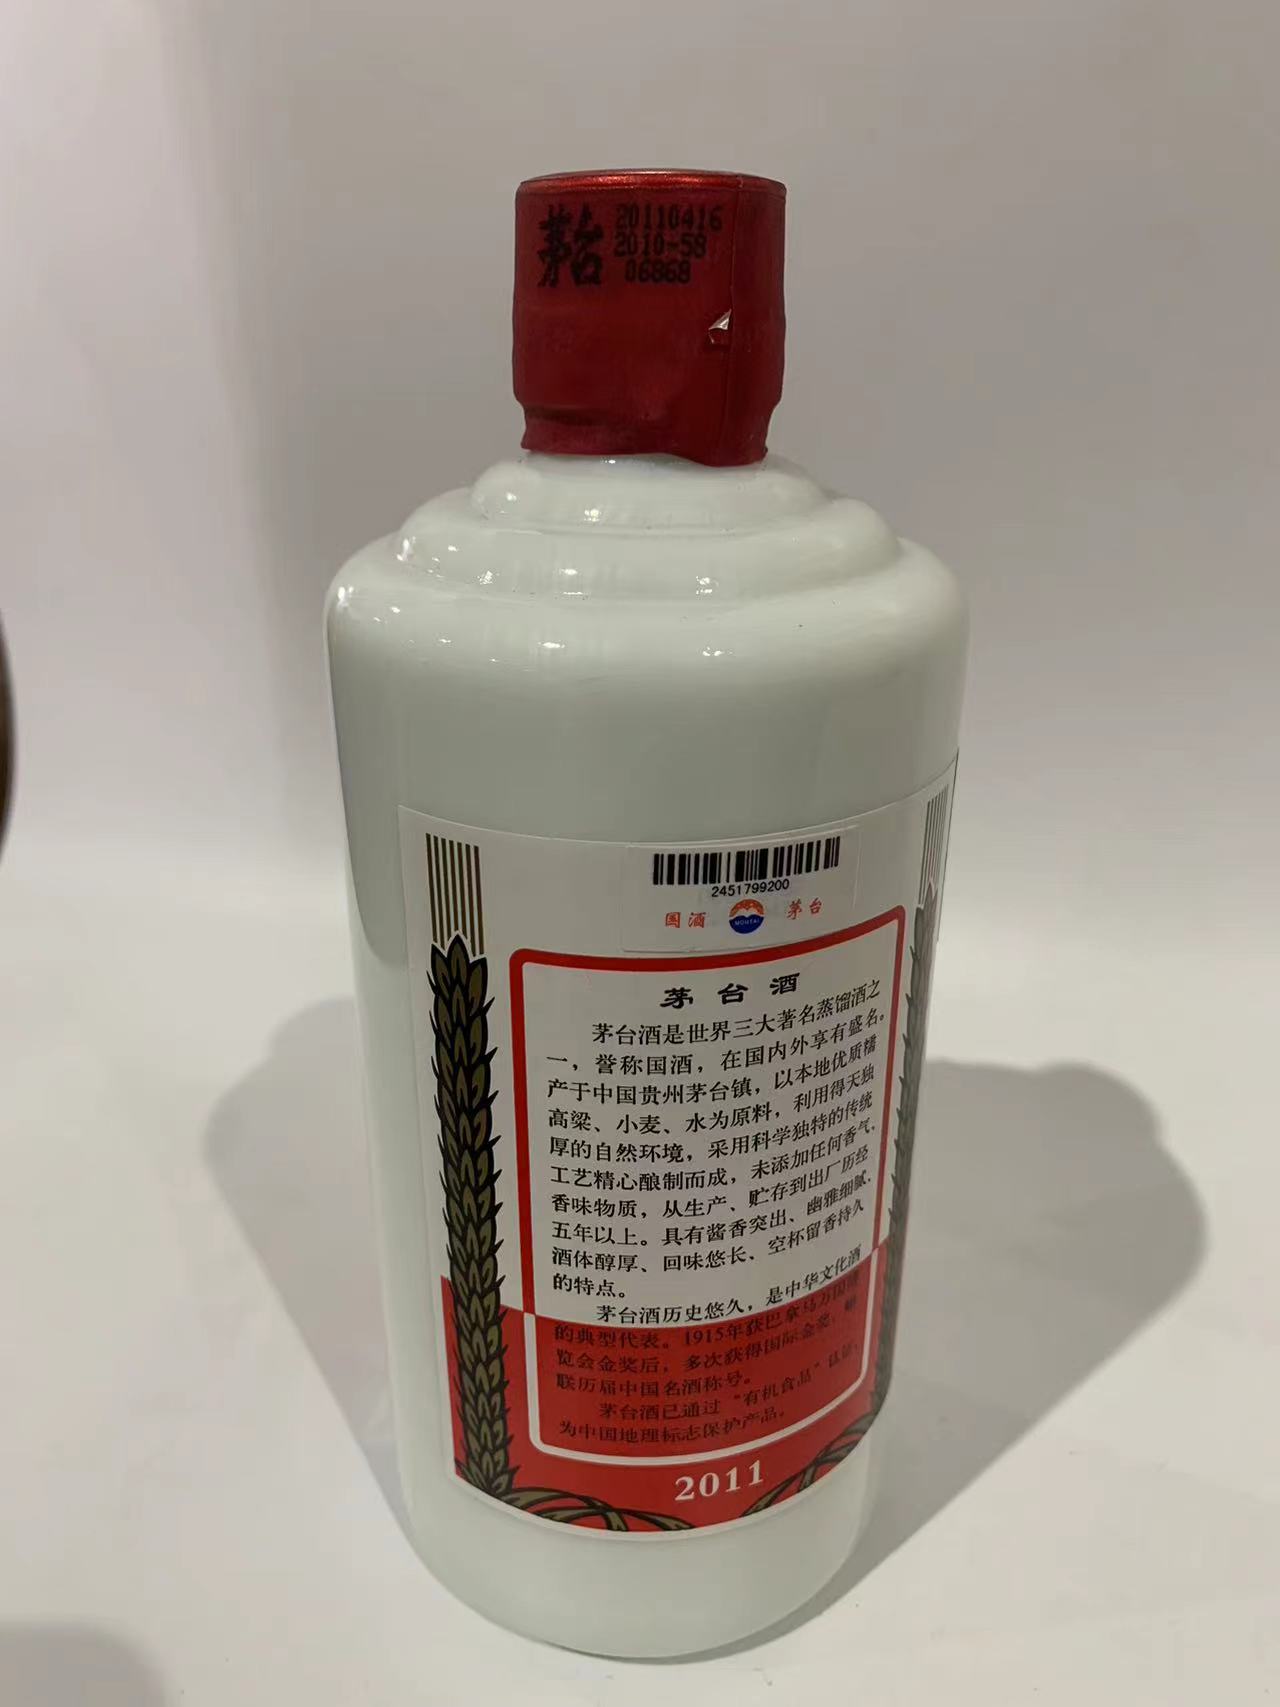 茅台
20110416
2010-58
06868
2451799200
国酒
MOUTAI
茅台
茅台酒
茅台酒是世界三大著名蒸馏酒之
一，誉称国酒，在国内外享有盛名。
产于中国贵州茅台镇，以本地优质糯
高粱、小麦、水为原料，利用得天独
厚的自然环境，采用科学独特的传统
工艺精心酿制而成，未添加任何香气、
香味物质，从生产、贮存到出厂历经
五年以上。具有酱香突出、幽雅细腻、
酒体醇厚、回味悠长、空杯留香持久
的特点。
茅台酒历史悠久，是中华文化酒
的典型代表。1915年获巴拿马万国博
览会金奖后，多次获得国际金奖，蝉
联历届中国名酒称号。
茅台酒已通过“有机食品”认证，
为中国地理标志保护产品。
2011